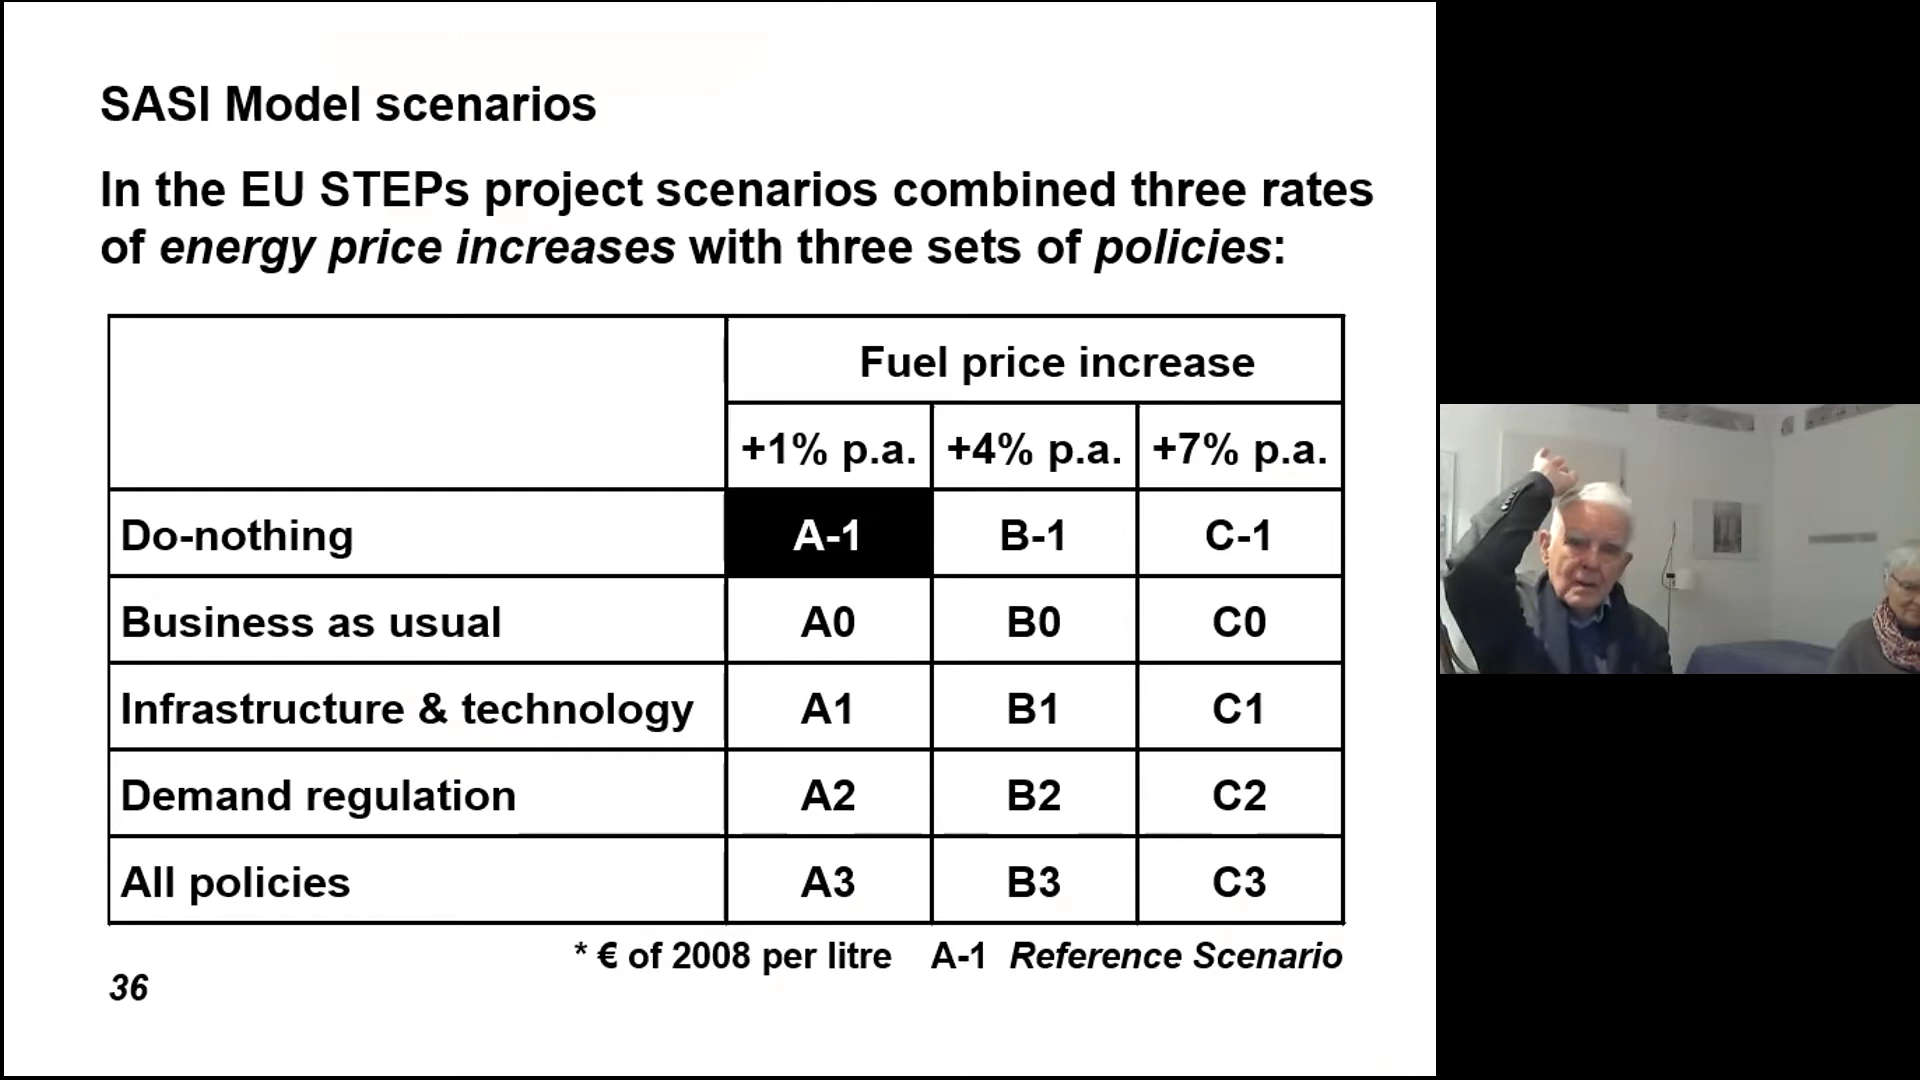 SASI Model scenarios
In the EU STEPs project scenarios combined three rates
of energy price increases with three sets of policies:
Fuel price increase
+1% p.a. +4% p.a. +7% p.a.
Do-nothing A-1 B-1 C-1
Business as usual A0 B0 C0
Infrastructure & technology A1 B1 C1
Demand regulation A2 B2 C2
All policies A3 B3 C3
* € of 2008 per litre A-1 Reference Scenario
36